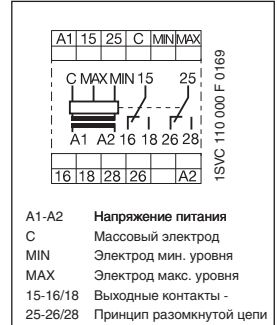 A1 15 25 C MIN MAX
C MAX MIN 15 25
A1 A2 16 18 26 28
16 18 28 26 A2
1SVC 110 000 F 0169
A1-A2 Напряжение питания
C Массовый электрод
MIN Электрод мин. уровня
MAX Электрод макс. уровня
15-16/18 Выходные контакты -
25-26/28 Принцип разомкнутой цепи